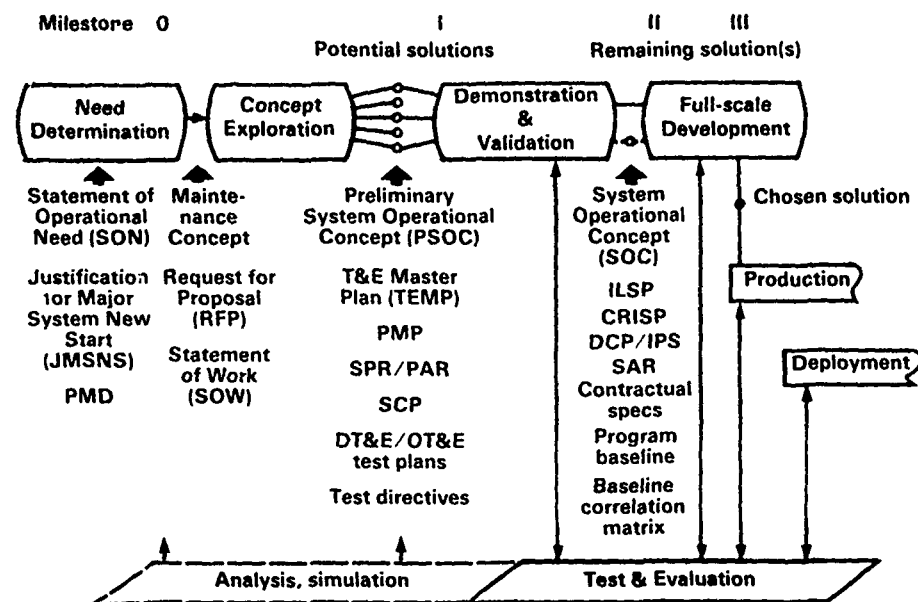 Milestore 0 I II III
Potential solutions Remaining solution(s)
Need
Determination
Concept
Exploration
Demonstration
&
Validation
Full-scale
Development
Statement of
Operational
Need (SON)
Justification
for Major
System New
Start
(JMSNS)
PMD
Mainte-
nance
Concept
Request for
Proposal
(RFP)
Statement
of Work
(SOW)
Preliminary
System Operational
Concept (PSOC)
T&E Master
Plan (TEMP)
PMP
SPR/PAR
SCP
DT&E/OT&E
test plans
Test directives
System
Operational
Concept
(SOC)
ILSP
CRISP
DCP/IPS
SAR
Contractual
specs
Program
baseline
Baseline
correlation
matrix
Chosen solution
Production
Deployment
Analysis, simulation
Test & Evaluation